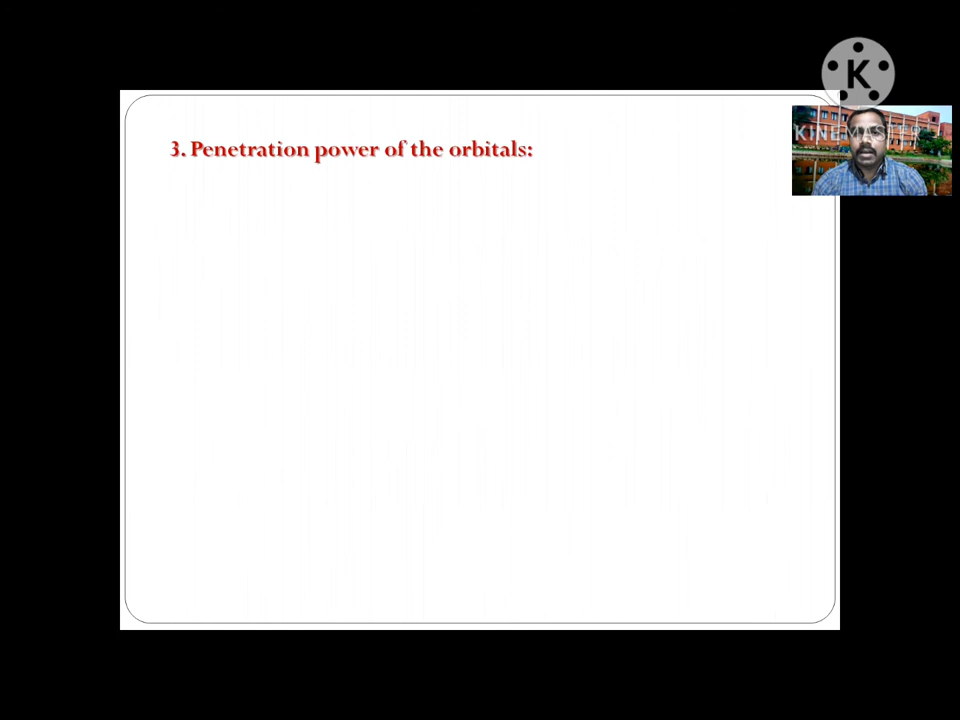 K
KINEMASTER
3. Penetration power of the orbitals: